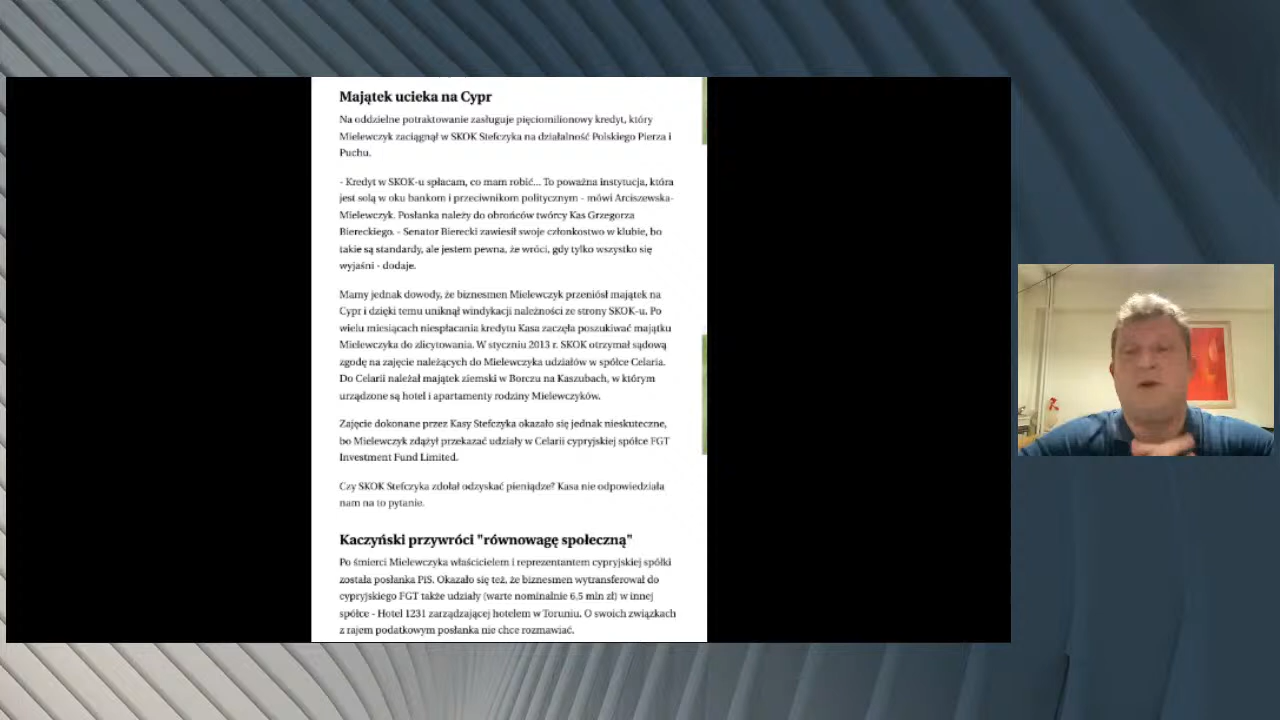 Majątek ucieka na Cypr
Na oddzielne potraktowanie zasługuje pięciomilionowy kredyt, który
Mielewczyk zaciągnął w SKOK Stefczyka na działalność Polskiego Pierza i
Puchu.
- Kredyt w SKOK-u spłacam, co mam robić... To poważna instytucja, która
jest solą w oku bankom i przeciwnikom politycznym - mówi Arciszewska-
Mielewczyk. Posłanka należy do obrońców twórcy Kas Grzegorza
Biereckiego. - Senator Bierecki zawiesił swoje członkostwo w klubie, bo
takie są standardy, ale jestem pewna, że wróci, gdy tylko wszystko się
wyjaśni - dodaje.
Mamy jednak dowody, że biznesmen Mielewczyk przeniósł majątek na
Cypr i dzięki temu uniknął windykacji należności ze strony SKOK-u. Po
wielu miesiącach niespłacania kredytu Kasa zaczęła poszukiwać majątku
Mielewczyka do zlicytowania. W styczniu 2013 r. SKOK otrzymał sądową
zgodę na zajęcie należących do Mielewczyka udziałów w spółce Celaria.
Do Celarii należał majątek ziemski w Borczu na Kaszubach, w którym
urządzone są hotel i apartamenty rodziny Mielewczyków.
Zajęcie dokonane przez Kasy Stefczyka okazało się jednak nieskuteczne,
bo Mielewczyk zdążył przekazać udziały w Celarii cypryjskiej spółce FGT
Investment Fund Limited.
Czy SKOK Stefczyka zdołał odzyskać pieniądze? Kasa nie odpowiedziała
nam na to pytanie.
Kaczyński przywróci "równowagę społeczną"
Po śmierci Mielewczyka właścicielem i reprezentantem cypryjskiej spółki
została posłanka PiS. Okazało się też, że biznesmen wytransferował do
cypryjskiego FGT także udziały (warte nominalnie 6,5 mln zł) w innej
spółce - Hotel 1231 zarządzającej hotelem w Toruniu. O swoich związkach
z rajem podatkowym posłanka nie chce rozmawiać.